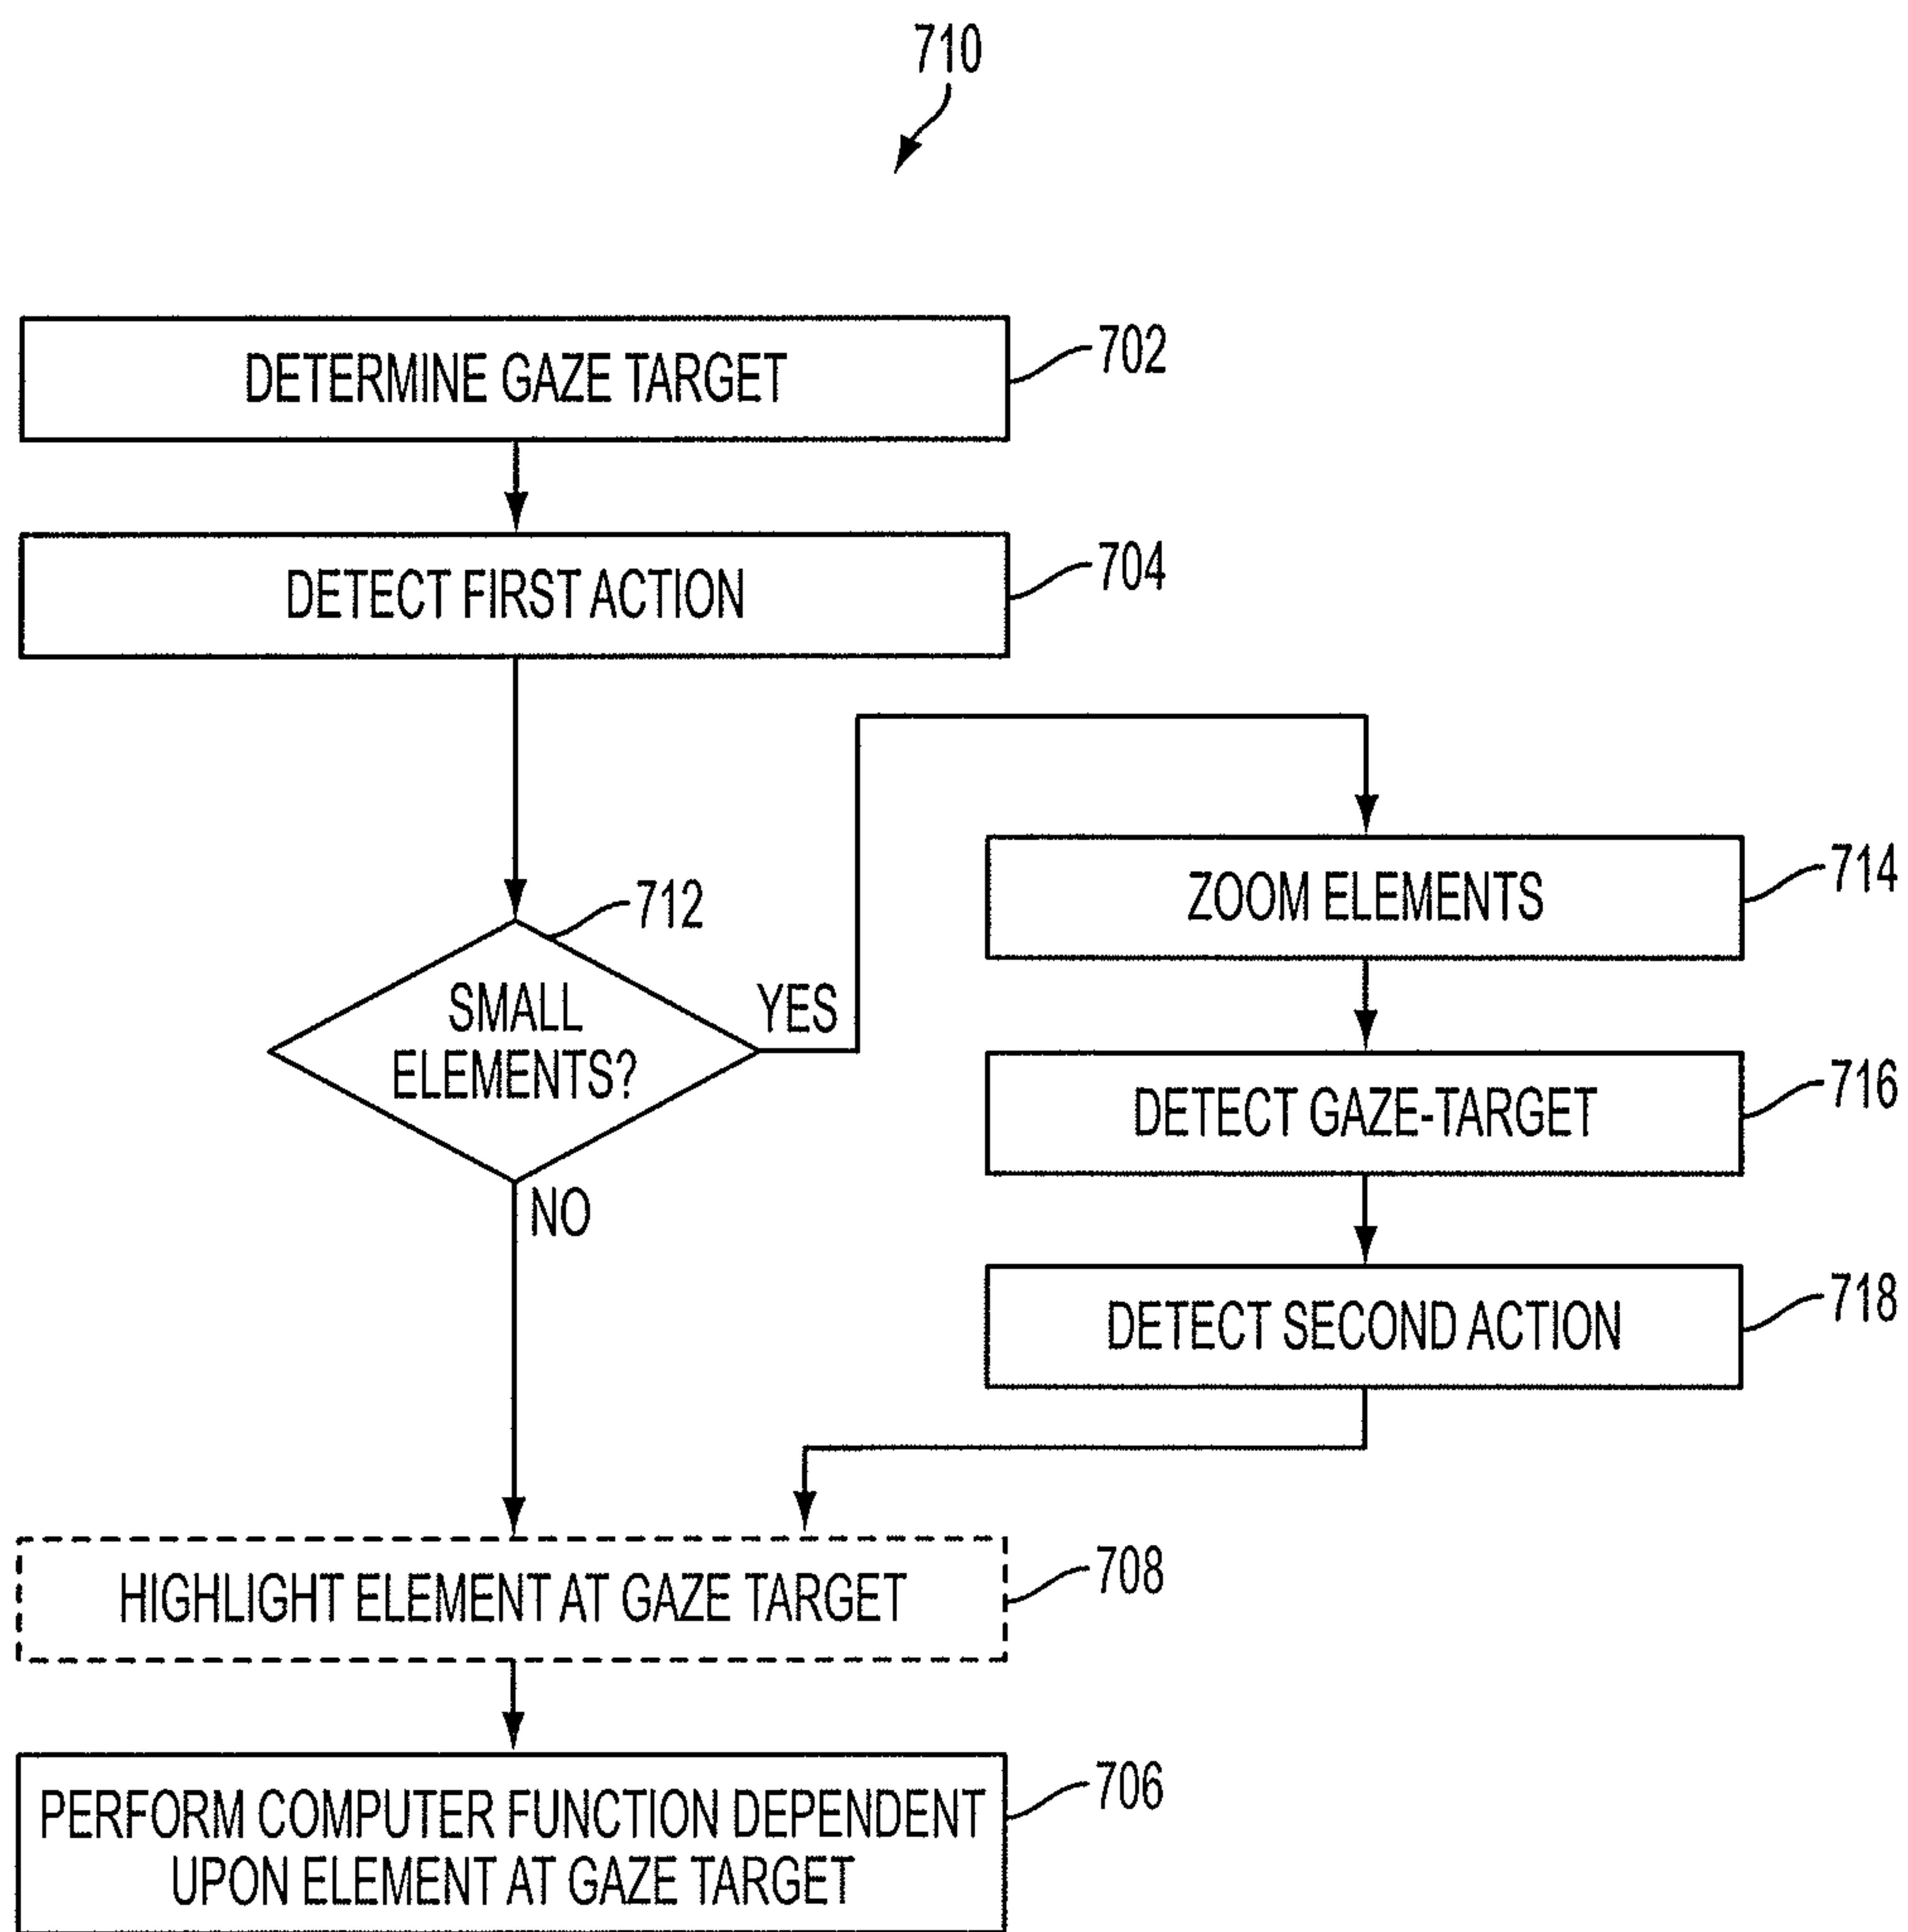 710
DETERMINE GAZE TARGET
702
DETECT FIRST ACTION
704
712
SMALL
ELEMENTS?
YES
NO
ZOOM ELEMENTS
714
DETECT GAZE-TARGET
716
DETECT SECOND ACTION
718
HIGHLIGHT ELEMENT AT GAZE TARGET
708
PERFORM COMPUTER FUNCTION DEPENDENT
UPON ELEMENT AT GAZE TARGET
706